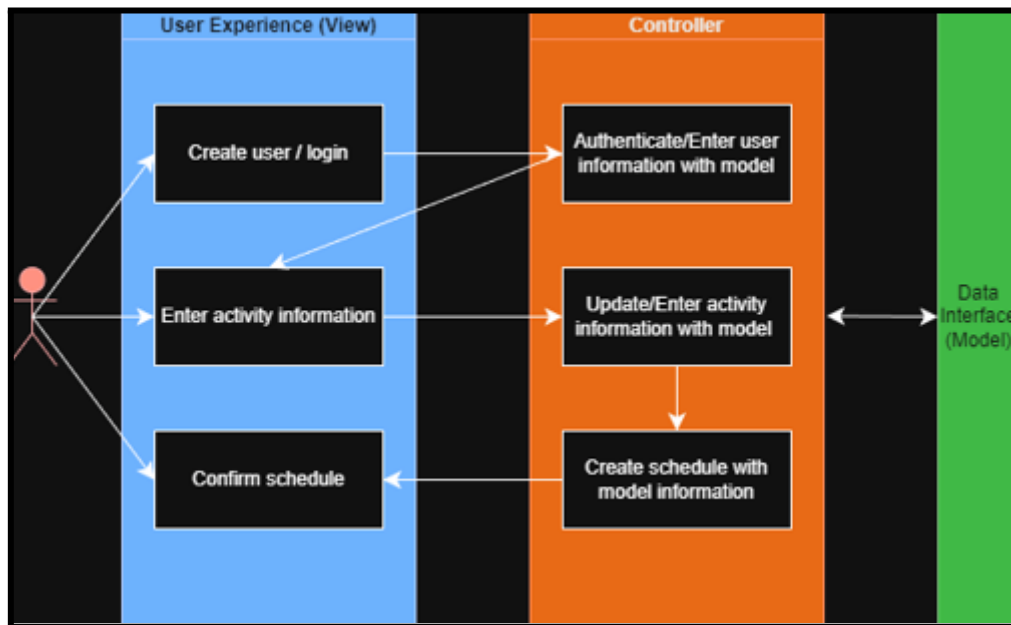 User Experience (View)
Controller
Create user / login
Authenticate/Enter user
information with model
Enter activity information
Update/Enter activity
information with model
Data
Interface
(Model)
Confirm schedule
Create schedule with
model information